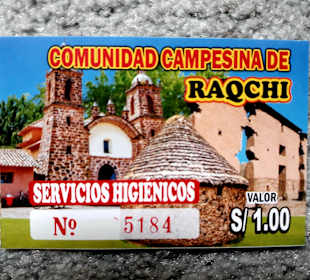 COMUNIDAD CAMPESINA DE
RAQCHI
SERVICIOS HIGIÉNICOS
Nº 5184
VALOR
S/ 1.00